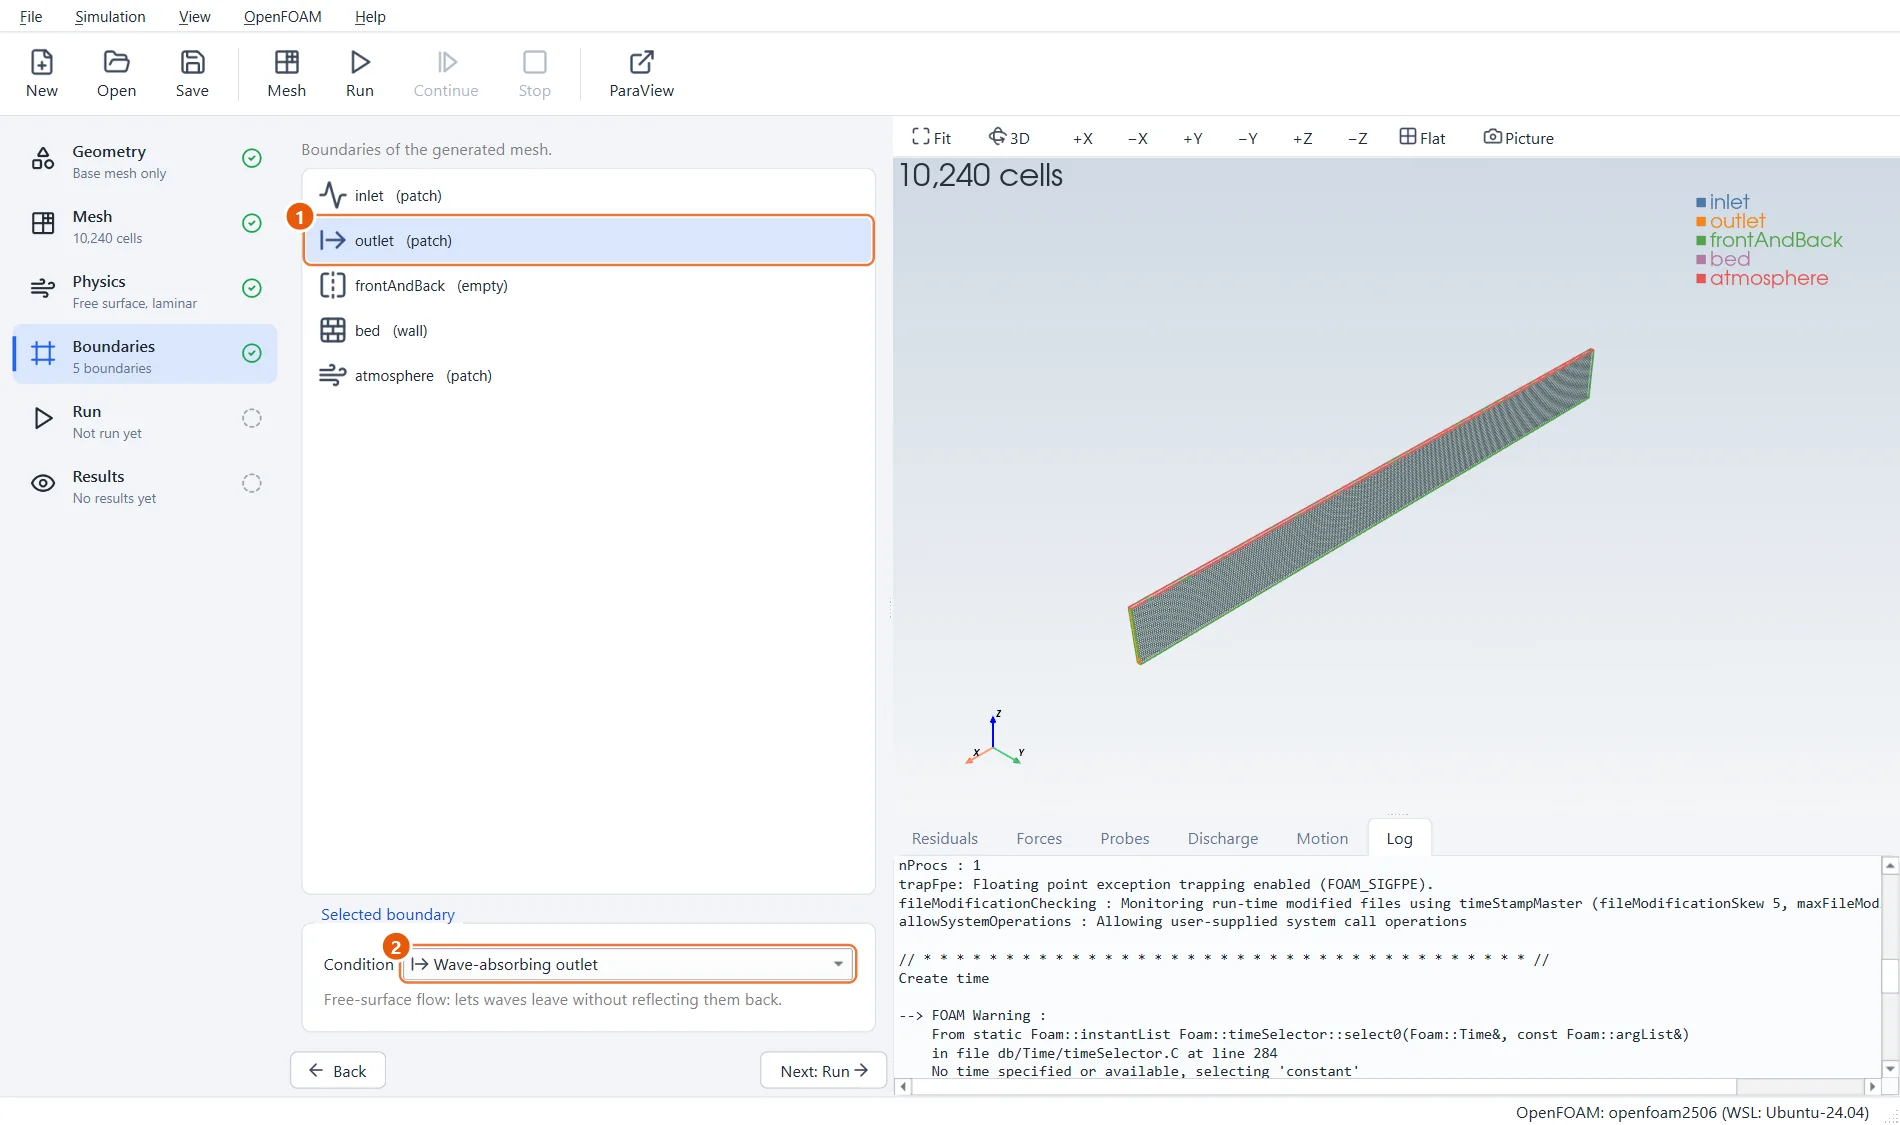 File Simulation View OpenFOAM Help
New Open Save Mesh Run Continue Stop ParaView
Geometry
Base mesh only
Mesh
10,240 cells
Physics
Free surface, laminar
Boundaries
5 boundaries
Run
Not run yet
Results
No results yet
Boundaries of the generated mesh.
inlet (patch)
1
outlet (patch)
frontAndBack (empty)
bed (wall)
atmosphere (patch)
Selected boundary
2
Condition Wave-absorbing outlet
Free-surface flow: lets waves leave without reflecting them back.
Back Next: Run
Fit 3D +X −X +Y −Y +Z −Z Flat Picture
10,240 cells
inlet
outlet
frontAndBack
bed
atmosphere
Z
X Y
Residuals Forces Probes Discharge Motion Log
nProcs : 1
trapFpe: Floating point exception trapping enabled (FOAM_SIGFPE).
fileModificationChecking : Monitoring run-time modified files using timeStampMaster (fileModificationSkew 5, maxFileMod
allowSystemOperations : Allowing user-supplied system call operations
// * * * * * * * * * * * * * * * * * * * * * * * * * * * * * * * * * * * * * //
Create time
--> FOAM Warning :
From static Foam::instantList Foam::timeSelector::select0(Foam::Time&, const Foam::argList&)
in file db/Time/timeSelector.C at line 284
No time specified or available, selecting 'constant'
OpenFOAM: openfoam2506 (WSL: Ubuntu-24.04)